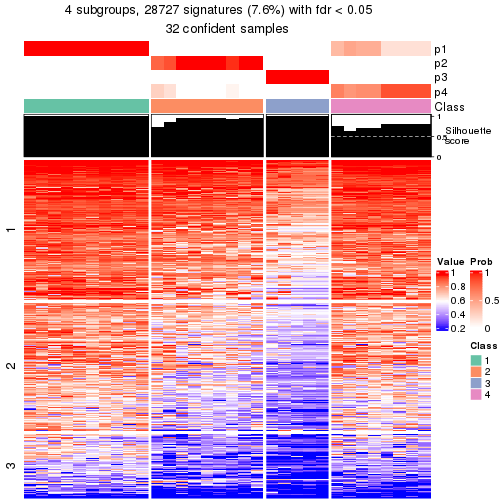 4 subgroups, 28727 signatures (7.6%) with fdr < 0.05
32 confident samples
p1
p2
p3
p4
Class
1
0.5
0
Silhouette
score
1
2
3
Value
1
0.8
0.6
0.4
0.2
Prob
1
0.5
0
Class
1
2
3
4